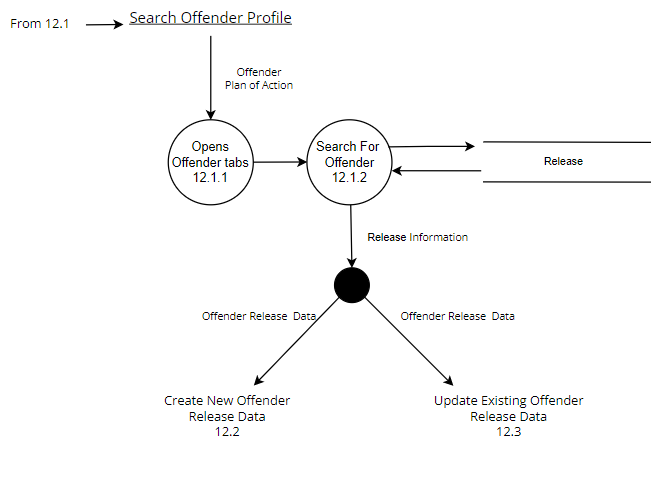 From 12.1
Search Offender Profile
Offender
Plan of Action
Opens
Offender tabs
12.1.1
Search For
Offender
12.1.2
Release
Release Information
Offender Release Data
Offender Release Data
Create New Offender
Release Data
12.2
Update Existing Offender
Release Data
12.3